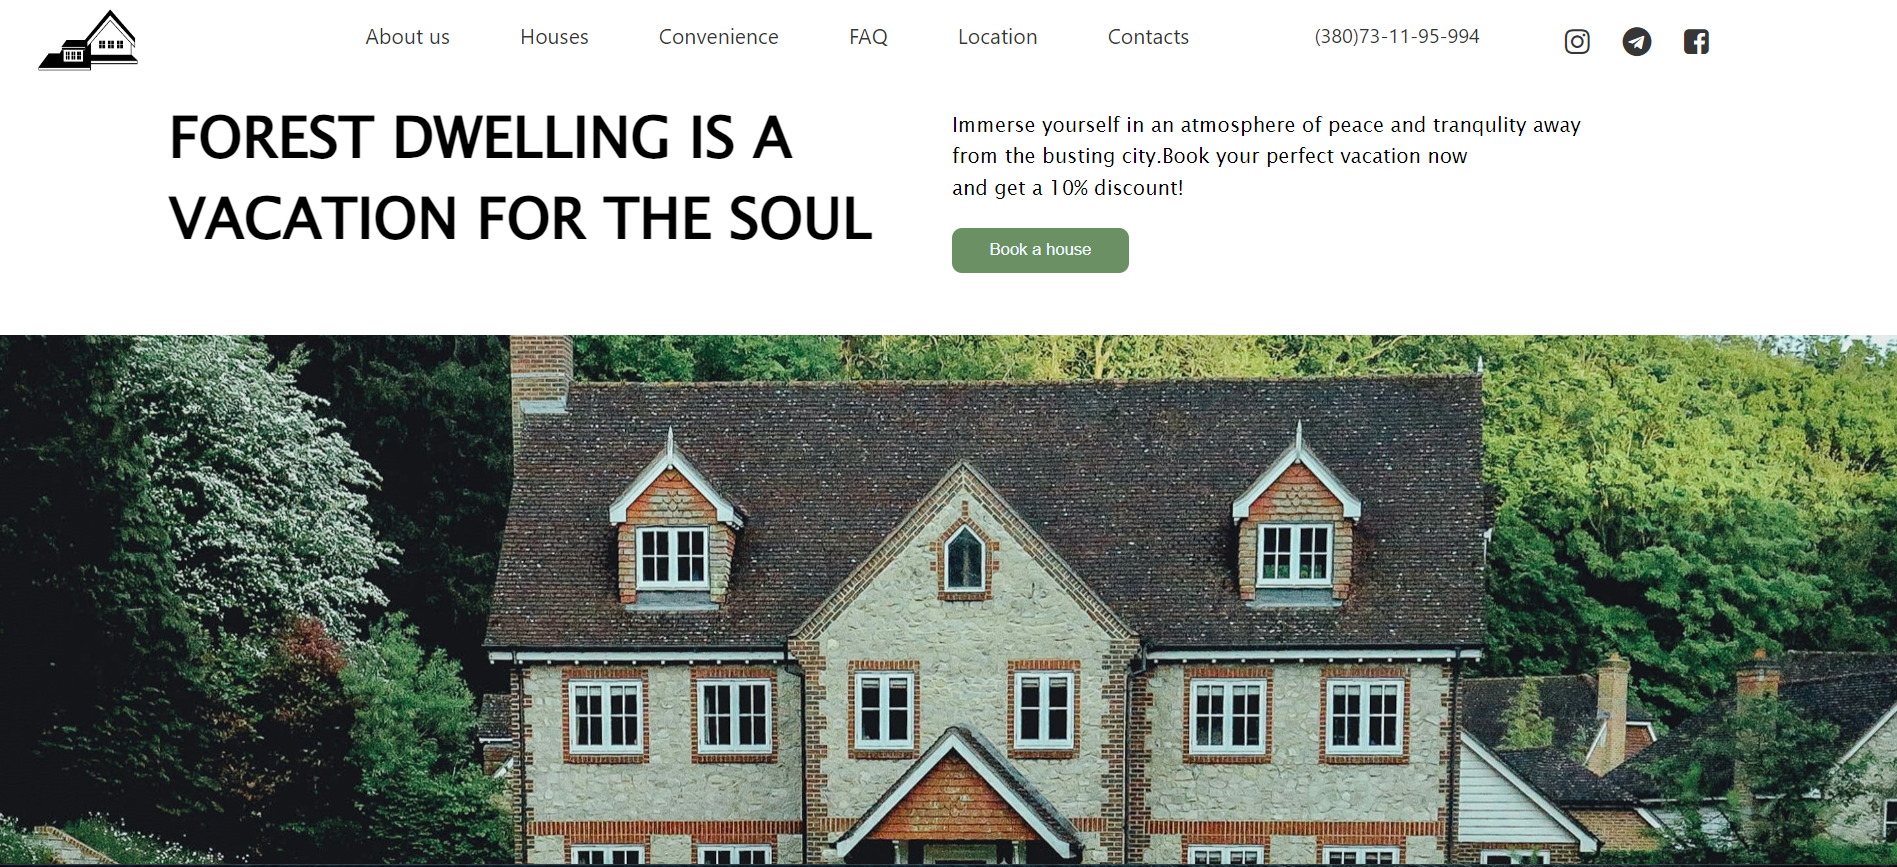 About us Houses Convenience FAQ Location Contacts (380)73-11-95-994
FOREST DWELLING IS A
VACATION FOR THE SOUL
Immerse yourself in an atmosphere of peace and tranqulity away
from the busting city.Book your perfect vacation now
and get a 10% discount!
Book a house